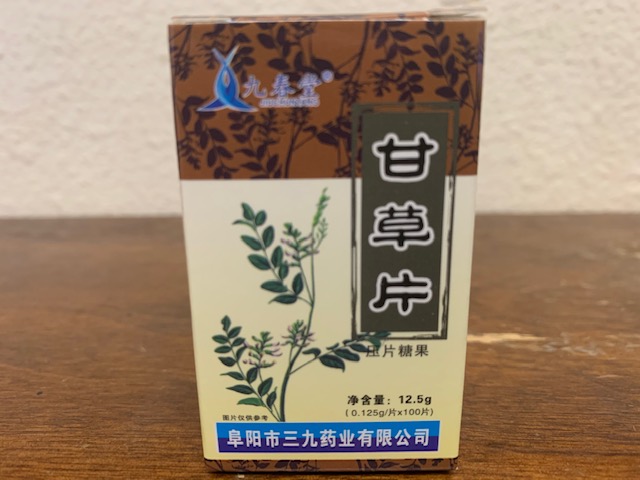 九春堂®
甘草片
压片糖果
净含量：12.5g
（0.125g/片x100片）
图片仅供参考
阜阳市三九药业有限公司